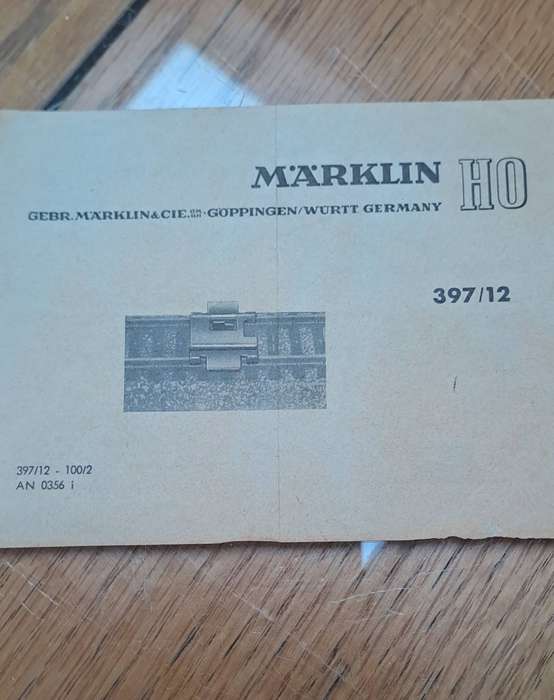 MÄRKLIN HO
GEBR. MÄRKLIN & CIE. · GÖPPINGEN/WÜRTT GERMANY
397/12
397/12 - 100/2
AN 0356 i